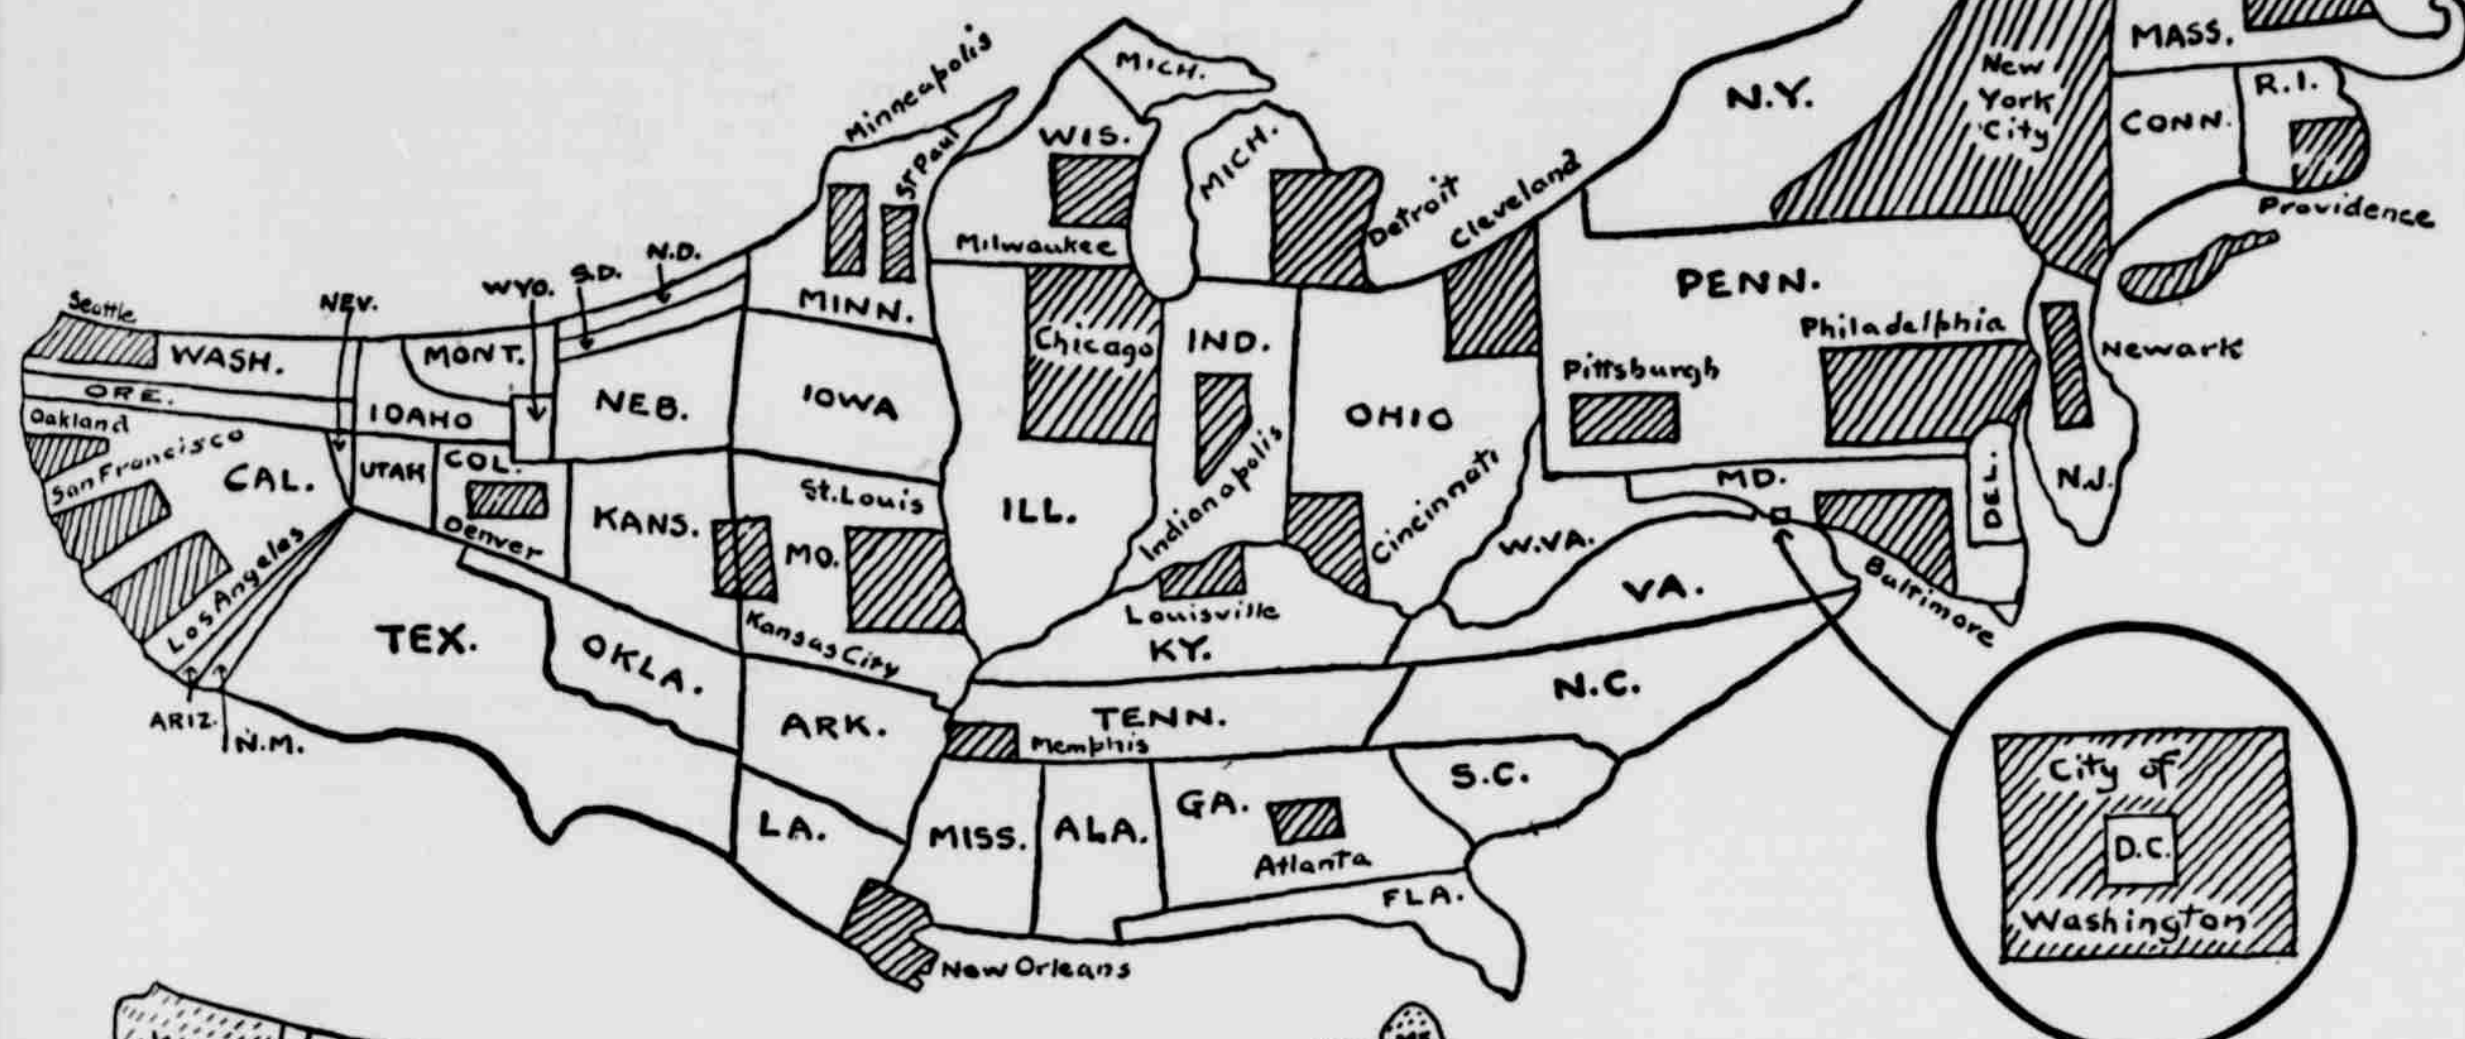 MASS.
New
York
City
CONN.
R.I.
Providence
N.Y.
Minneapolis
St Paul
MICH.
WIS.
MICH.
Milwaukee
Detroit
Cleveland
PENN.
Philadelphia
Pittsburgh
Newark
N.J.
DEL.
MD.
Baltimore
Seattle
WASH.
NEV.
WYO.
S.D.
N.D.
MONT.
ORE.
IDAHO
NEB.
MINN.
IOWA
Chicago
IND.
Indianapolis
OHIO
Cincinnati
Oakland
San Francisco
CAL.
UTAH
COL.
Denver
KANS.
St. Louis
MO.
ILL.
W.VA.
VA.
Los Angeles
TEX.
OKLA.
Kansas City
Louisville
KY.
N.C.
ARIZ.
N.M.
ARK.
TENN.
Memphis
LA.
MISS.
ALA.
GA.
Atlanta
S.C.
FLA.
New Orleans
City of
D.C.
Washington